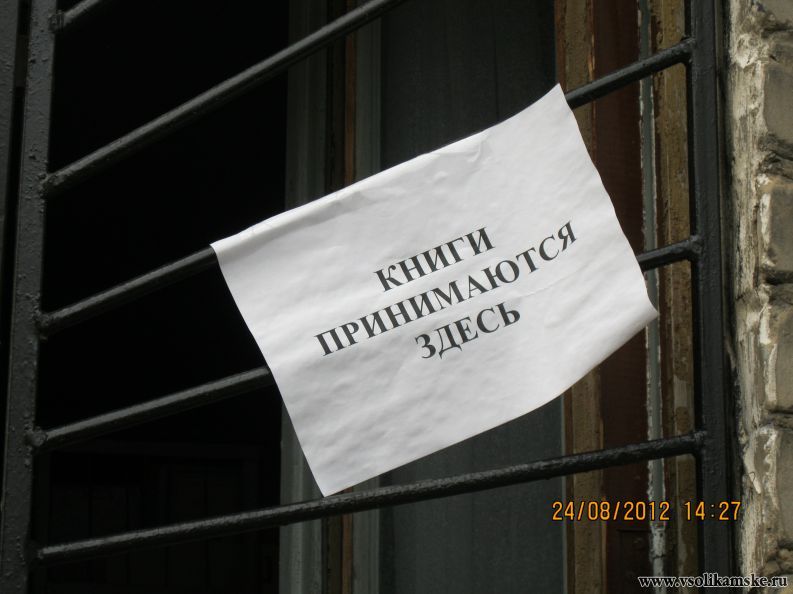 КНИГИ
ПРИНИМАЮТСЯ
ЗДЕСЬ
24/08/2012 14:27
www.vsolikamske.ru